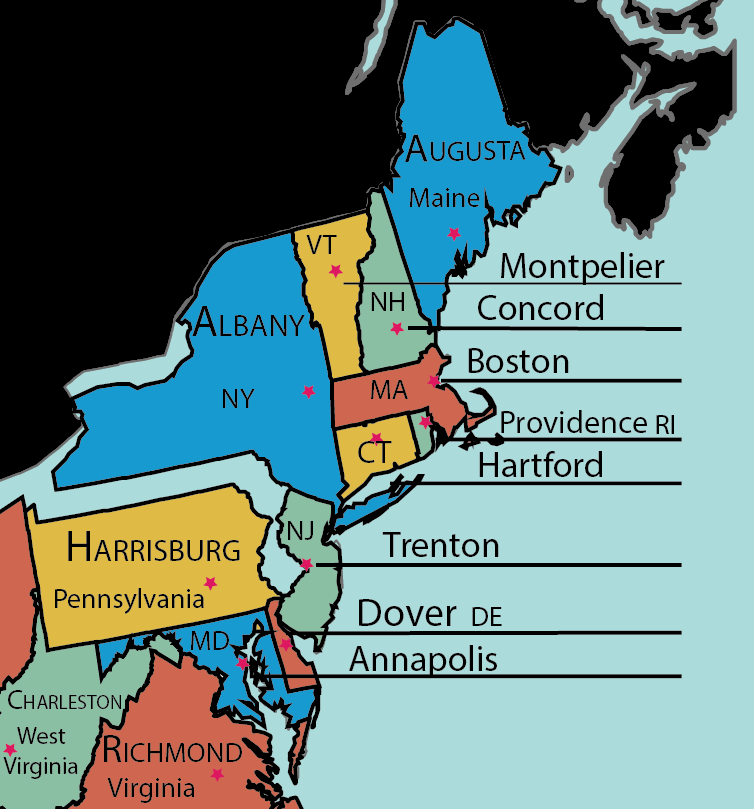 AUGUSTA
Maine
VT
Montpelier
NH
Concord
ALBANY
Boston
NY
MA
Providence RI
CT
Hartford
NJ
Trenton
HARRISBURG
Pennsylvania
Dover DE
MD
Annapolis
CHARLESTON
West
Virginia
RICHMOND
Virginia